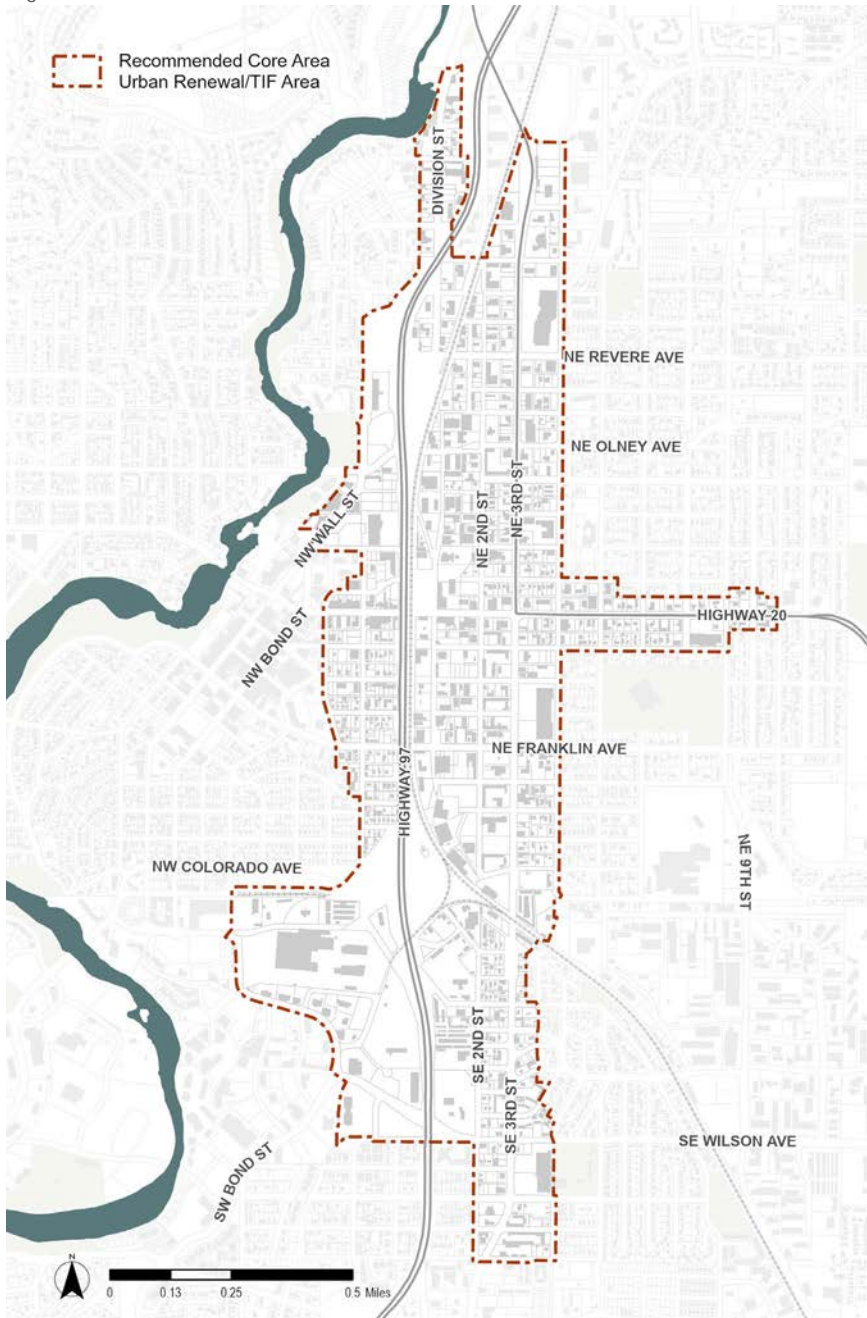 Recommended Core Area
Urban Renewal/TIF Area
DIVISION ST
NE REVERE AVE
NE OLNEY AVE
NW WALL ST
NE 2ND ST
NE 3RD ST
HIGHWAY 20
NW BOND ST
NE FRANKLIN AVE
HIGHWAY 97
NW COLORADO AVE
NE 9TH ST
SE 2ND ST
SE 3RD ST
SE WILSON AVE
SW BOND ST
N
0 0.13 0.25 0.5 Miles